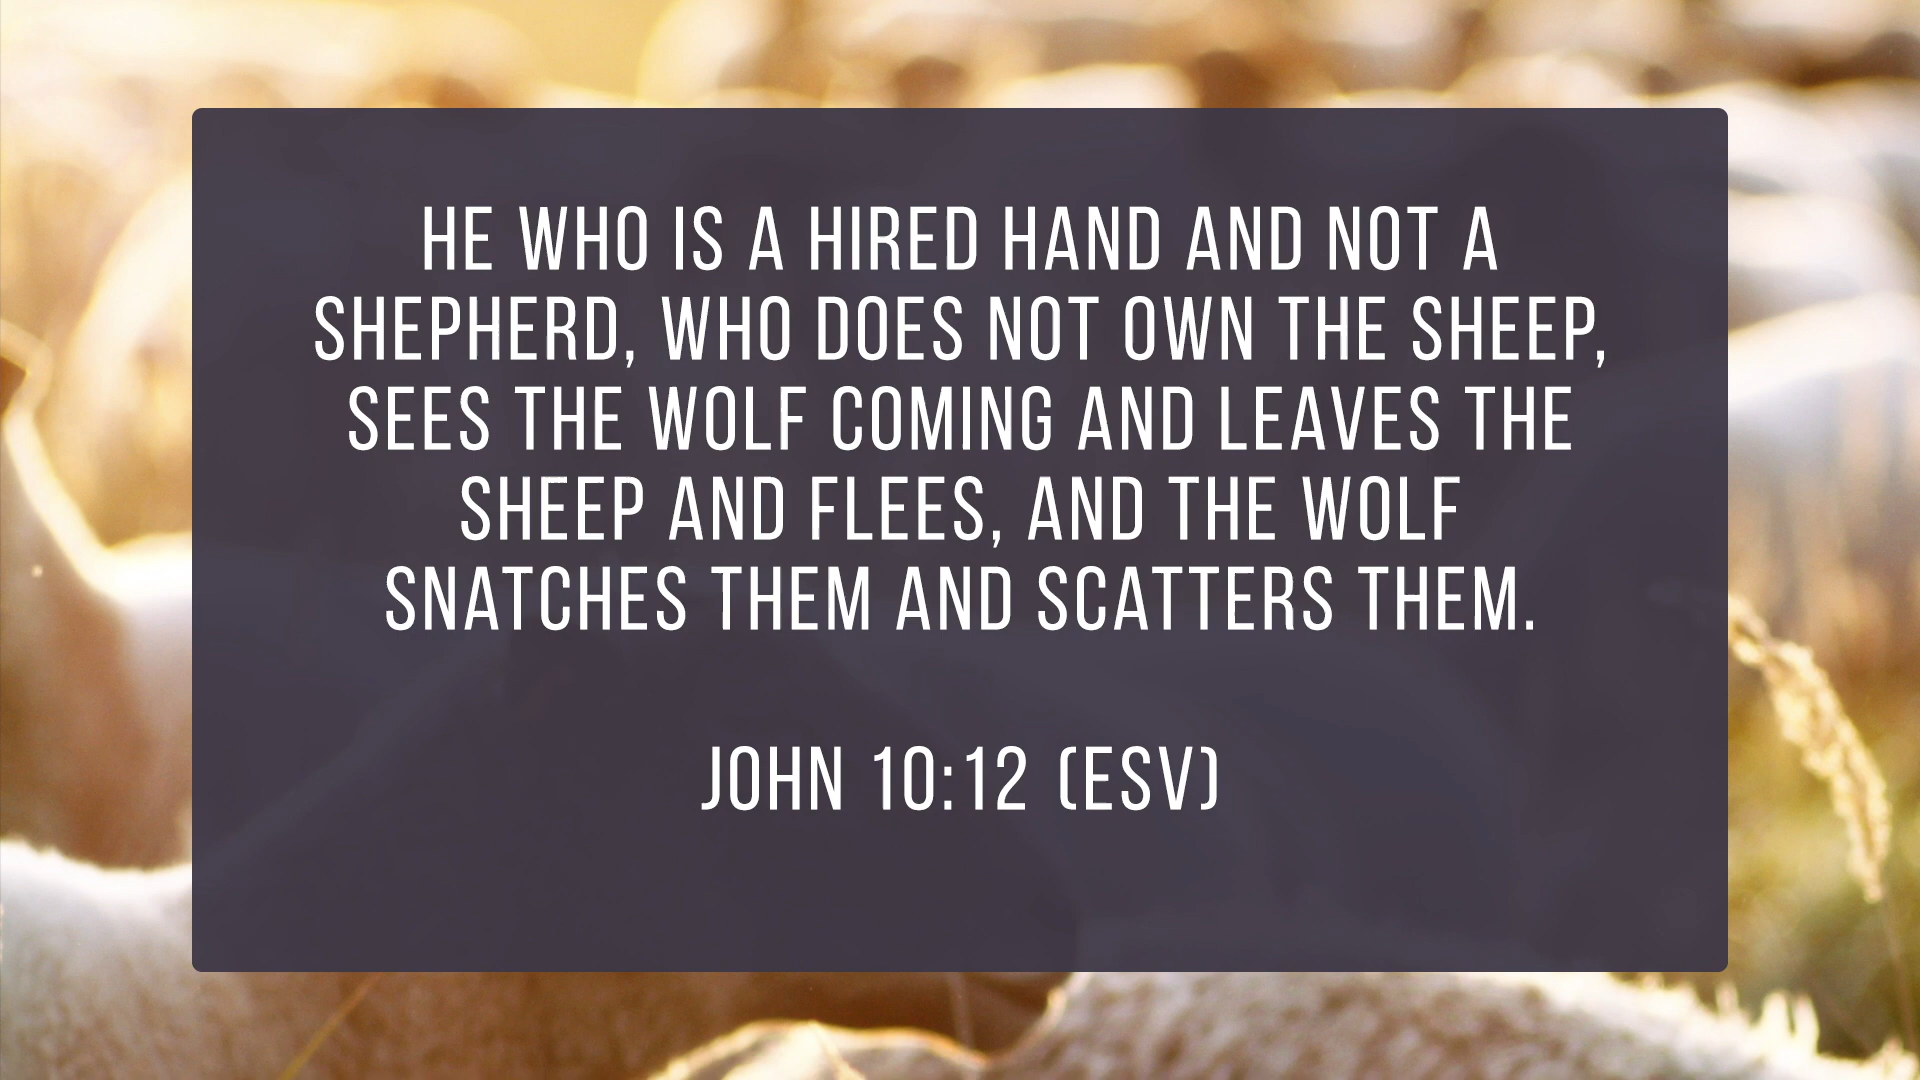 HE WHO IS A HIRED HAND AND NOT A
SHEPHERD, WHO DOES NOT OWN THE SHEEP,
SEES THE WOLF COMING AND LEAVES THE
SHEEP AND FLEES, AND THE WOLF
SNATCHES THEM AND SCATTERS THEM.
JOHN 10:12 (ESV)